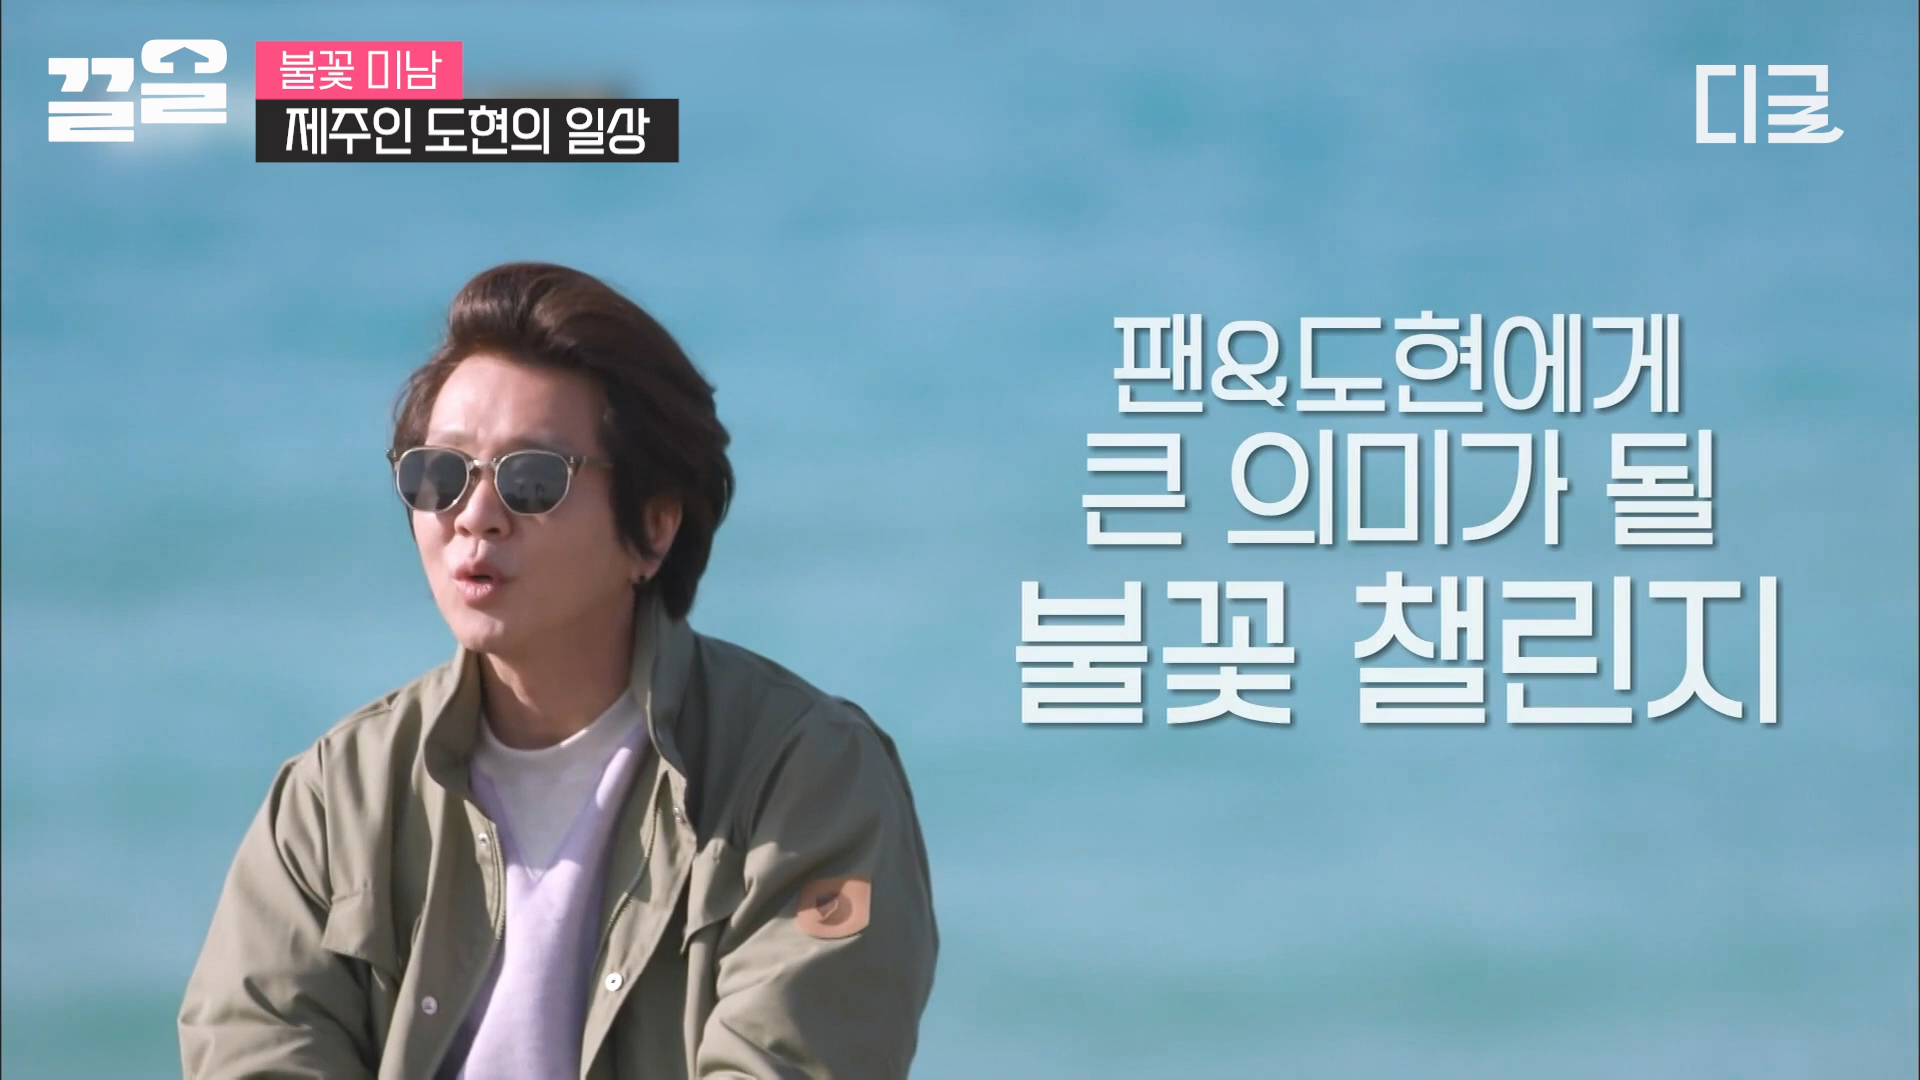 끌올
불꽃 미남
제주인 도현의 일상
디글
팬&도현에게
큰 의미가 될
불꽃 챌린지